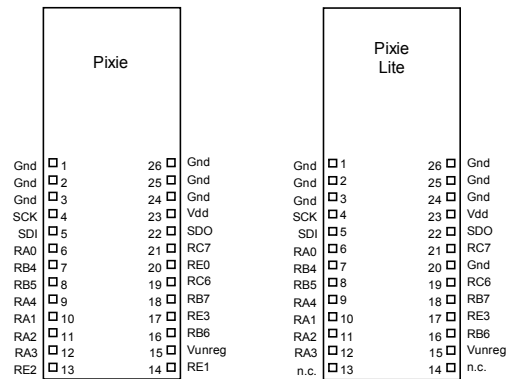 Pixie
Gnd 1 26 Gnd
Gnd 2 25 Gnd
Gnd 3 24 Gnd
SCK 4 23 Vdd
SDI 5 22 SDO
RA0 6 21 RC7
RB4 7 20 RE0
RB5 8 19 RC6
RA4 9 18 RB7
RA1 10 17 RE3
RA2 11 16 RB6
RA3 12 15 Vunreg
RE2 13 14 RE1
Pixie
Lite
Gnd 1 26 Gnd
Gnd 2 25 Gnd
Gnd 3 24 Gnd
SCK 4 23 Vdd
SDI 5 22 SDO
RA0 6 21 RC7
RB4 7 20 Gnd
RB5 8 19 RC6
RA4 9 18 RB7
RA1 10 17 RE3
RA2 11 16 RB6
RA3 12 15 Vunreg
n.c. 13 14 n.c.